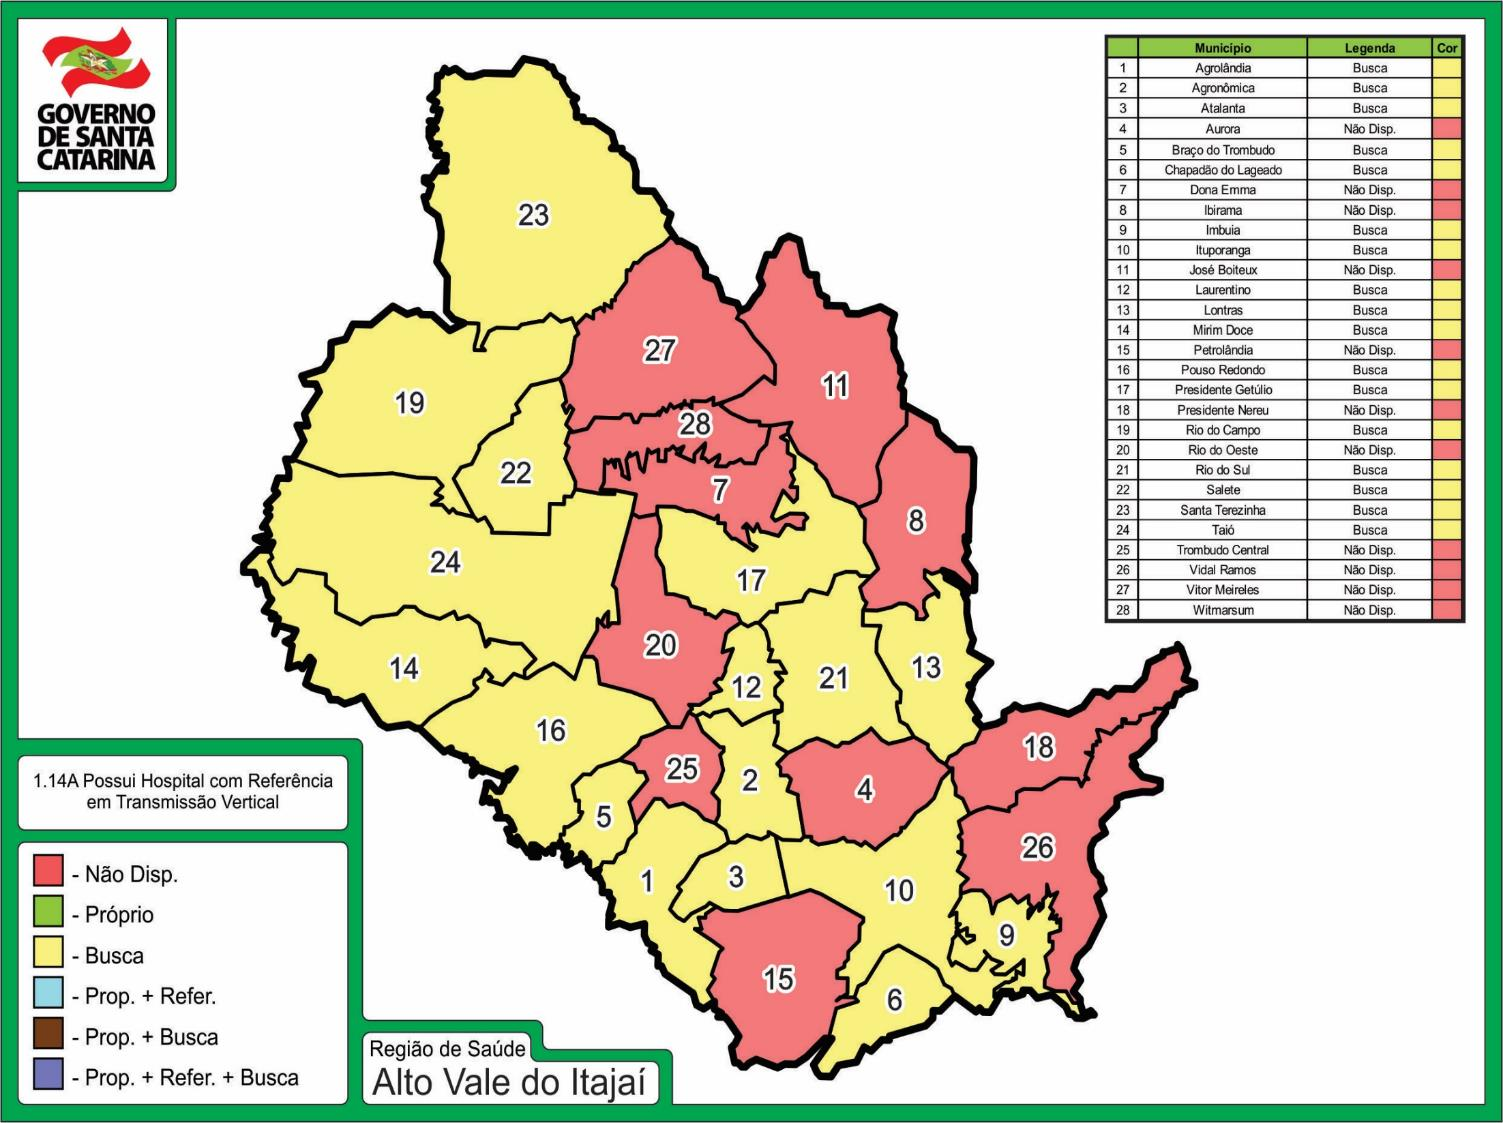 GOVERNO
DE SANTA
CATARINA
Município Legenda Cor
1 Agrolândia Busca
2 Agronômica Busca
3 Atalanta Busca
4 Aurora Não Disp.
5 Braço do Trombudo Busca
6 Chapadão do Lageado Busca
7 Dona Emma Não Disp.
8 Ibirama Não Disp.
9 Imbuia Busca
10 Ituporanga Busca
11 José Boiteux Não Disp.
12 Laurentino Busca
13 Lontras Busca
14 Mirim Doce Busca
15 Petrolândia Não Disp.
16 Pouso Redondo Busca
17 Presidente Getúlio Busca
18 Presidente Nereu Não Disp.
19 Rio do Campo Busca
20 Rio do Oeste Não Disp.
21 Rio do Sul Busca
22 Salete Busca
23 Santa Terezinha Busca
24 Taió Busca
25 Trombudo Central Não Disp.
26 Vidal Ramos Não Disp.
27 Vitor Meireles Não Disp.
28 Witmarsum Não Disp.
23
27
11
19
28
22
7
8
24
17
20
14
13
21
12
16
18
25
2
4
5
26
3
1
10
9
15
6
1.14A Possui Hospital com Referência
em Transmissão Vertical
- Não Disp.
- Próprio
- Busca
- Prop. + Refer.
- Prop. + Busca
- Prop. + Refer. + Busca
Região de Saúde
Alto Vale do Itajaí